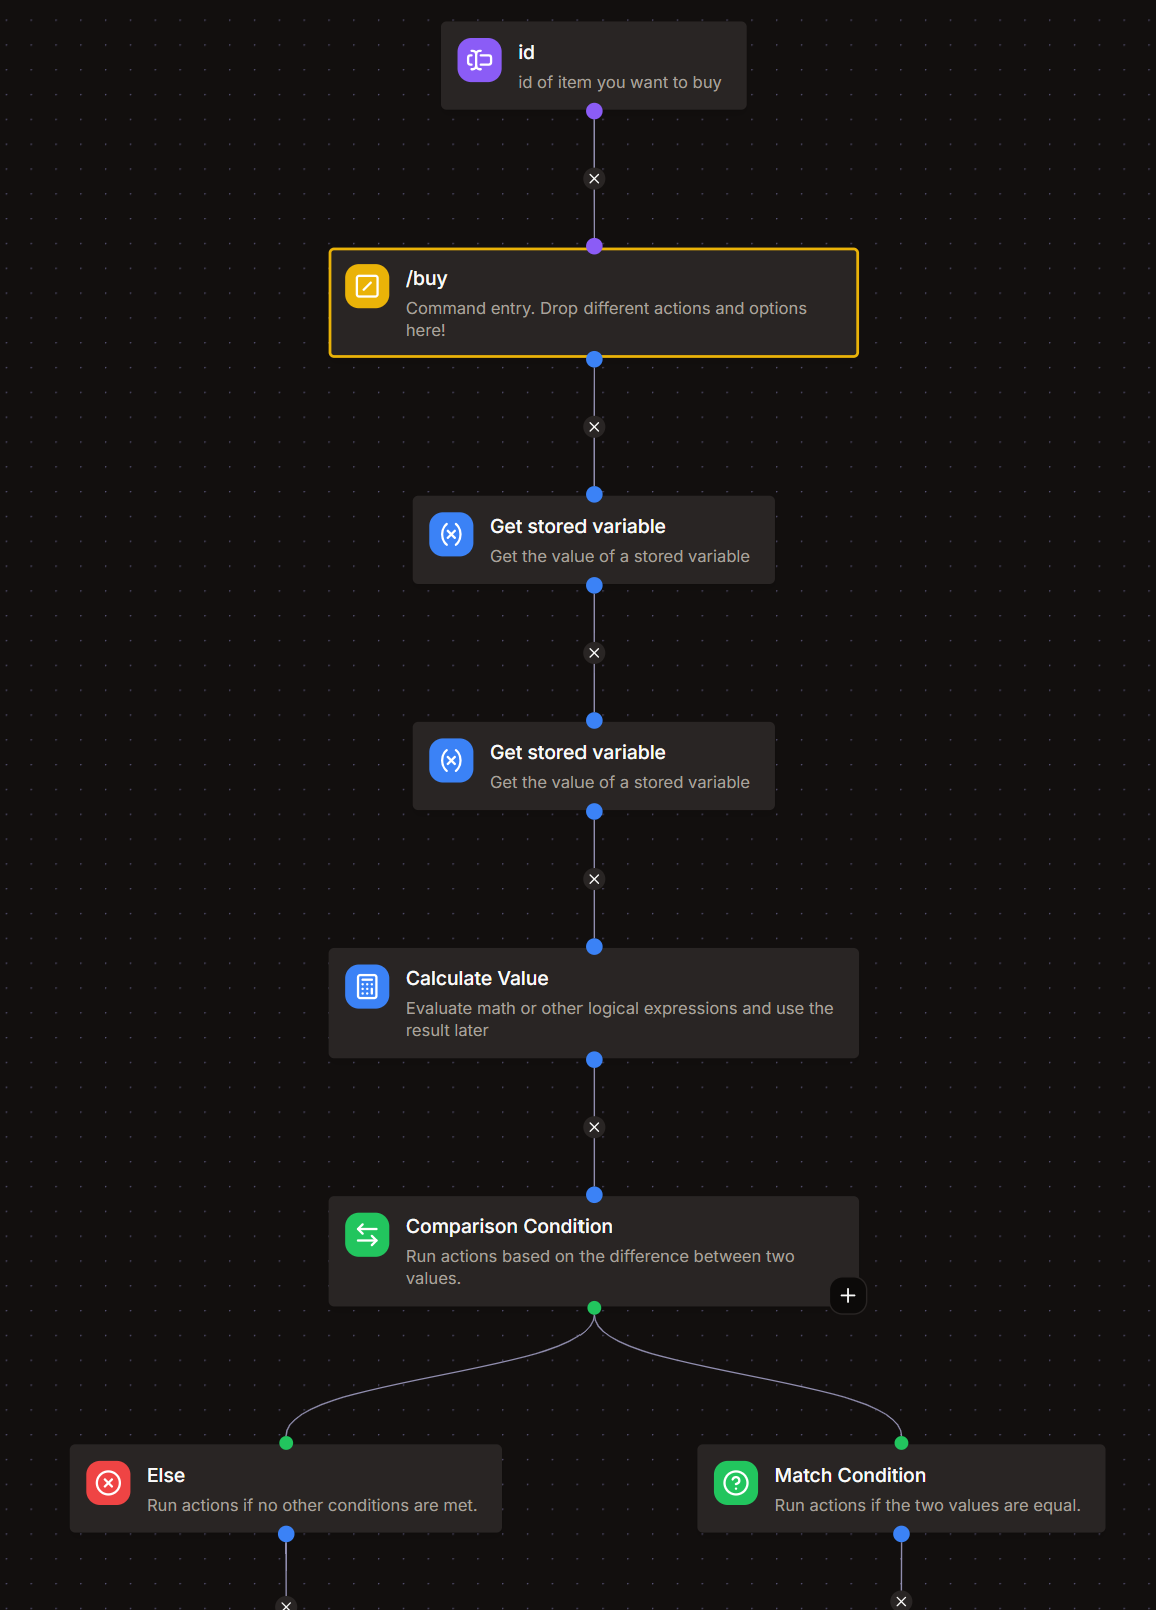 id
id of item you want to buy
/buy
Command entry. Drop different actions and options
here!
Get stored variable
Get the value of a stored variable
Get stored variable
Get the value of a stored variable
Calculate Value
Evaluate math or other logical expressions and use the
result later
Comparison Condition
Run actions based on the difference between two
values.
Else
Run actions if no other conditions are met.
Match Condition
Run actions if the two values are equal.